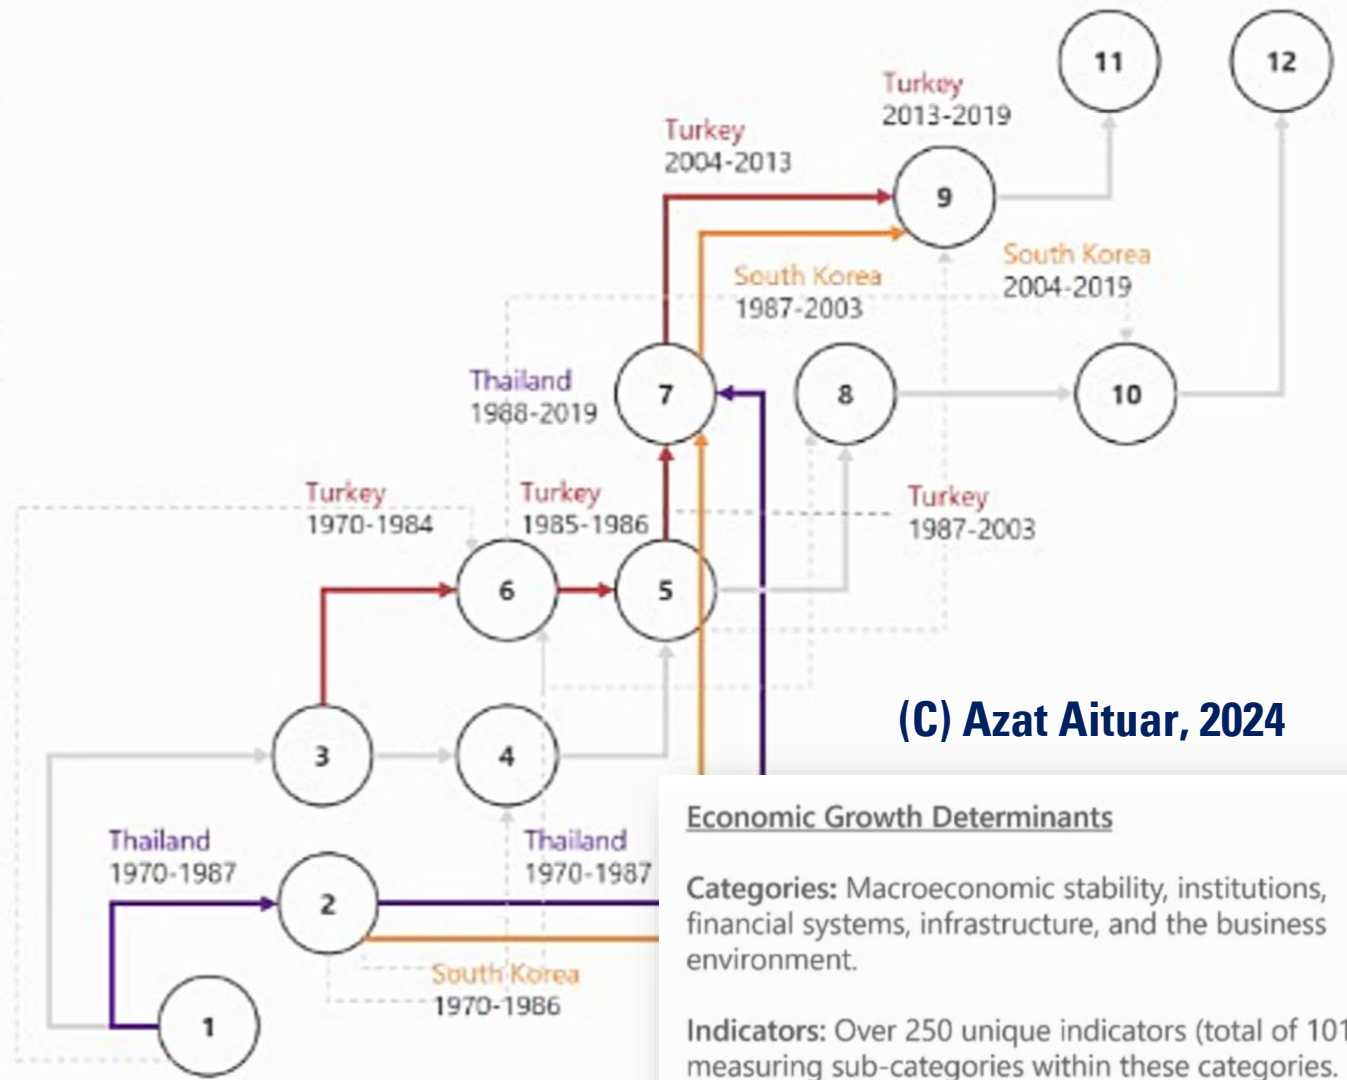 11
12
Turkey
2013-2019
Turkey
2004-2013
9
South Korea
2004-2019
South Korea
1987-2003
Thailand
1988-2019
7
8
10
Turkey
1970-1984
Turkey
1985-1986
Turkey
1987-2003
6
5
(C) Azat Aituar, 2024
3
4
Thailand
1970-1987
Thailand
1970-1987
2
South Korea
1970-1986
1
Economic Growth Determinants
Categories: Macroeconomic stability, institutions,
financial systems, infrastructure, and the business
environment.
Indicators: Over 250 unique indicators (total of 101
measuring sub-categories within these categories.